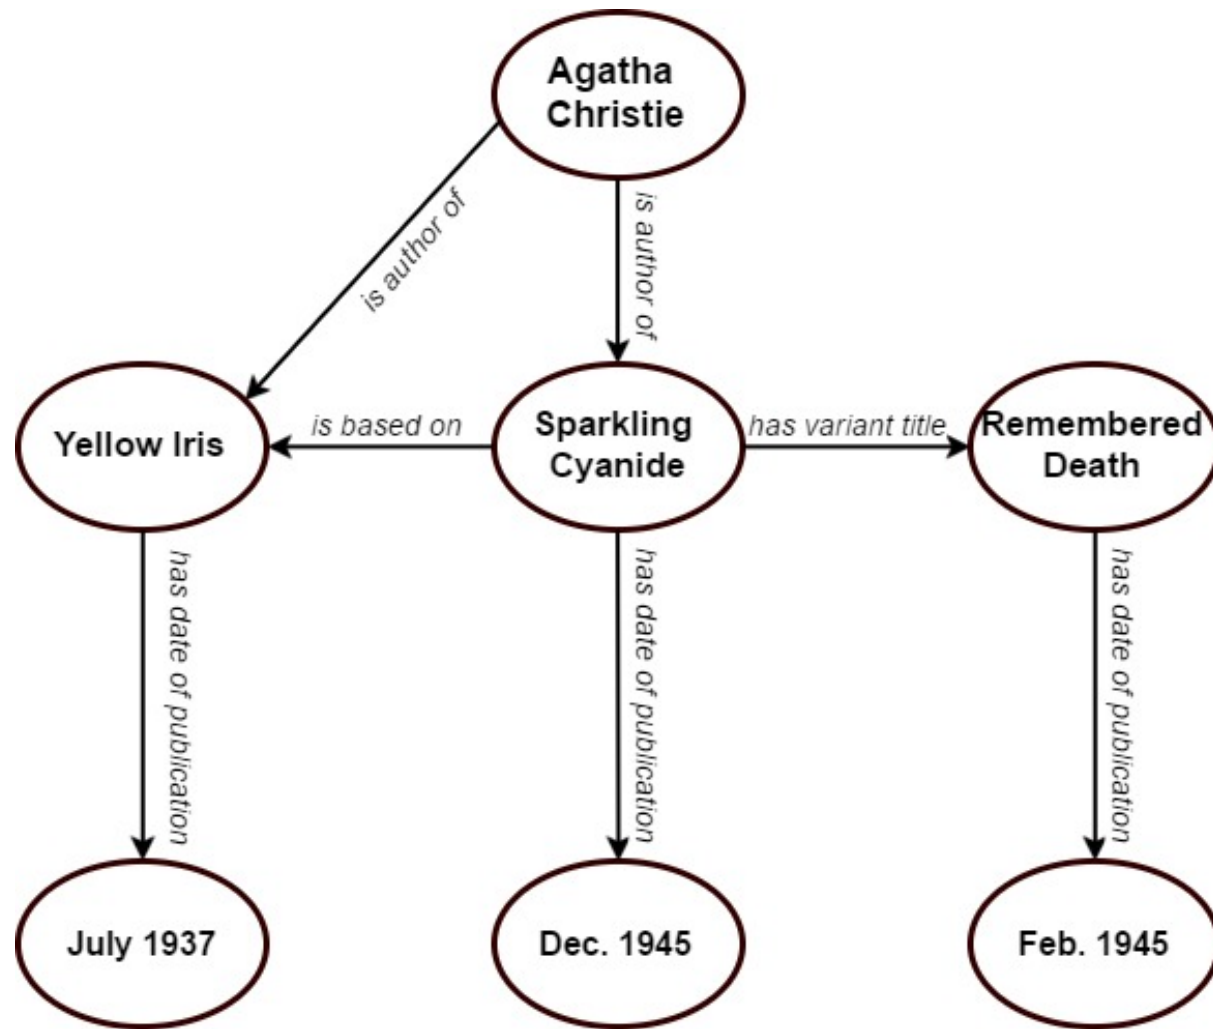 Agatha
Christie
is author of
is author of
Yellow Iris
is based on
Sparkling
Cyanide
has variant title
Remembered
Death
has date of publication
has date of publication
has date of publication
July 1937
Dec. 1945
Feb. 1945